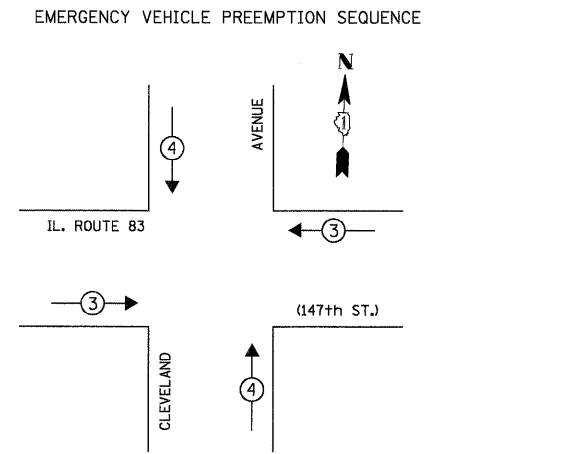 EMERGENCY VEHICLE PREEMPTION SEQUENCE
N
1
4
AVENUE
IL. ROUTE 83
3
3
(147th ST.)
CLEVELAND
4